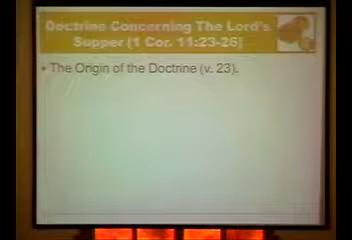 Doctrine Concerning The Lord's
Supper (1 Cor. 11:23-26)
• The Origin of the Doctrine (v. 23).